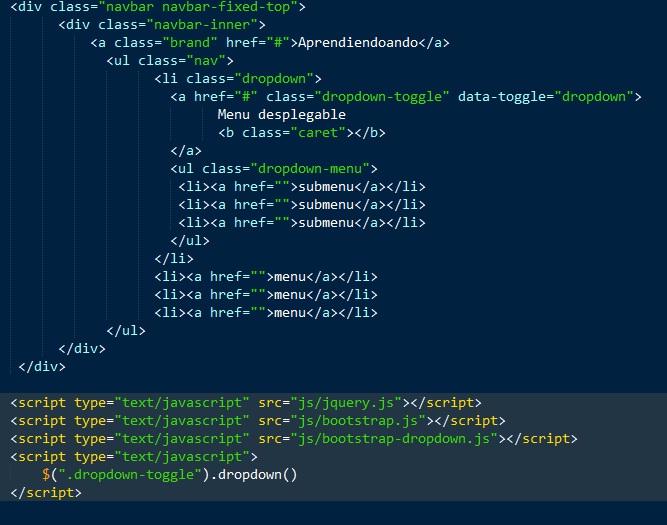 <div class="navbar navbar-fixed-top">
<div class="navbar-inner">
<a class="brand" href="#">Aprendiendoando</a>
<ul class="nav">
<li class="dropdown">
<a href="#" class="dropdown-toggle" data-toggle="dropdown">
Menu desplegable
<b class="caret"></b>
</a>
<ul class="dropdown-menu">
<li><a href="">submenu</a></li>
<li><a href="">submenu</a></li>
<li><a href="">submenu</a></li>
</ul>
</li>
<li><a href="">menu</a></li>
<li><a href="">menu</a></li>
<li><a href="">menu</a></li>
</ul>
</div>
</div>
<script type="text/javascript" src="js/jquery.js"></script>
<script type="text/javascript" src="js/bootstrap.js"></script>
<script type="text/javascript" src="js/bootstrap-dropdown.js"></script>
<script type="text/javascript">
$(".dropdown-toggle").dropdown()
</script>